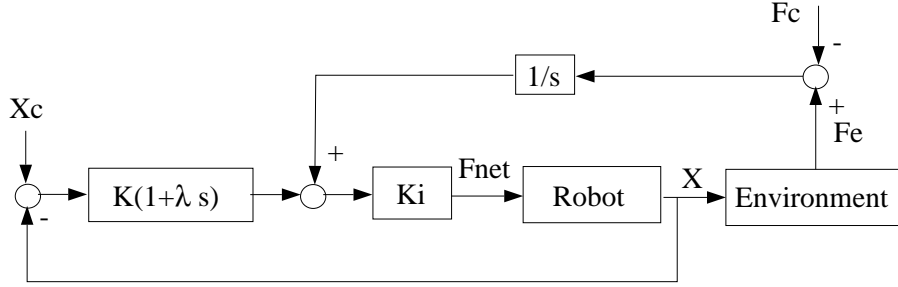 Fc
-
1/s
+
Fe
Xc
-
K(1+λ s)
+
Ki
Fnet
Robot
X
Environment